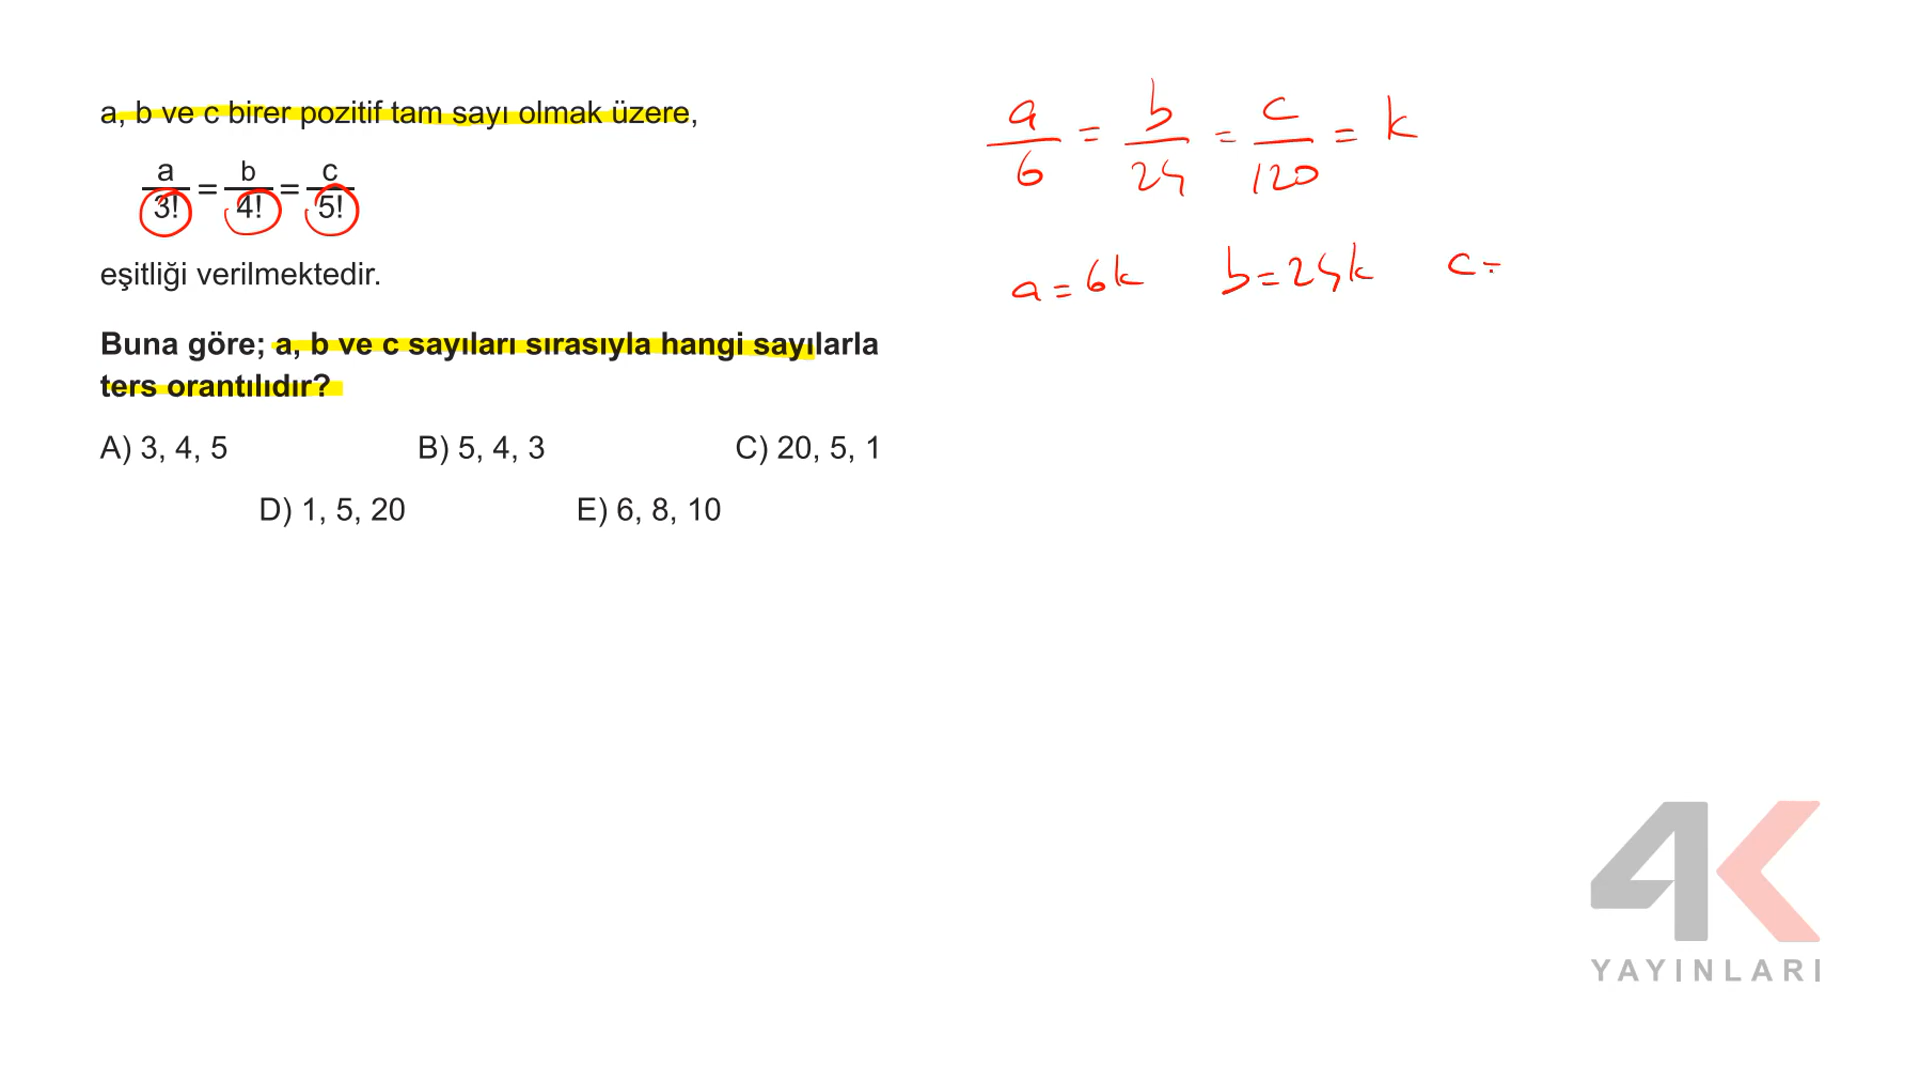 a, b ve c birer pozitif tam sayı olmak üzere,
a/3! = b/4! = c/5!
eşitliği verilmektedir.
Buna göre; a, b ve c sayıları sırasıyla hangi sayılarla
ters orantılıdır?
A) 3, 4, 5 B) 5, 4, 3 C) 20, 5, 1
D) 1, 5, 20 E) 6, 8, 10
a/6 = b/24 = c/120 = k
a = 6k b = 24k c =
4K
YAYINLARI